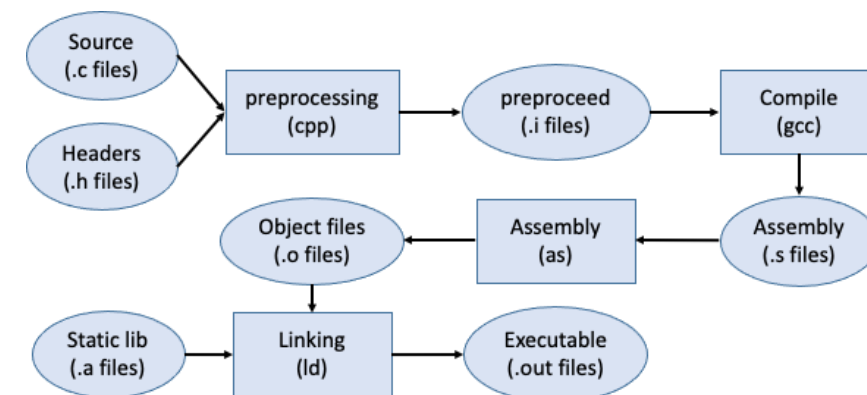 Source
(.c files)
Headers
(.h files)
preprocessing
(cpp)
preproceed
(.i files)
Compile
(gcc)
Assembly
(.s files)
Assembly
(as)
Object files
(.o files)
Static lib
(.a files)
Linking
(ld)
Executable
(.out files)